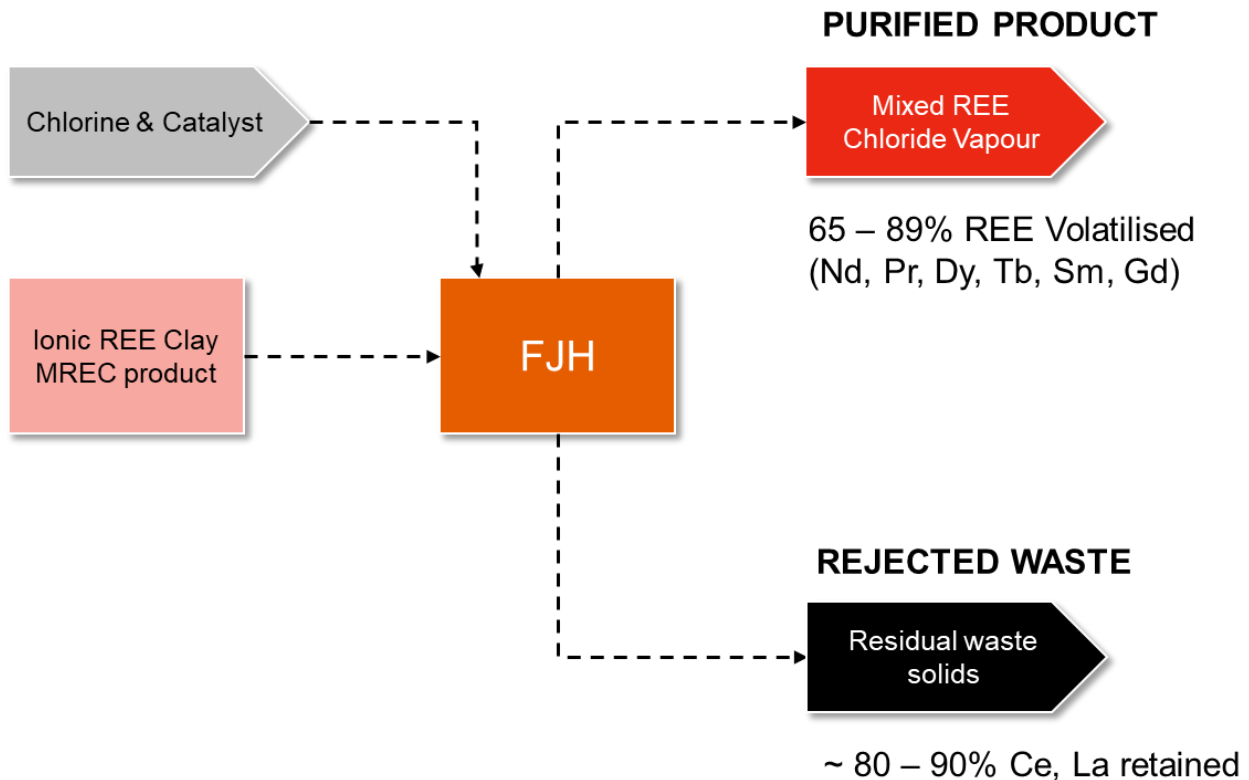 PURIFIED PRODUCT
Chlorine & Catalyst
Mixed REE
Chloride Vapour
65 – 89% REE Volatilised
(Nd, Pr, Dy, Tb, Sm, Gd)
Ionic REE Clay
MREC product
FJH
REJECTED WASTE
Residual waste
solids
~ 80 – 90% Ce, La retained